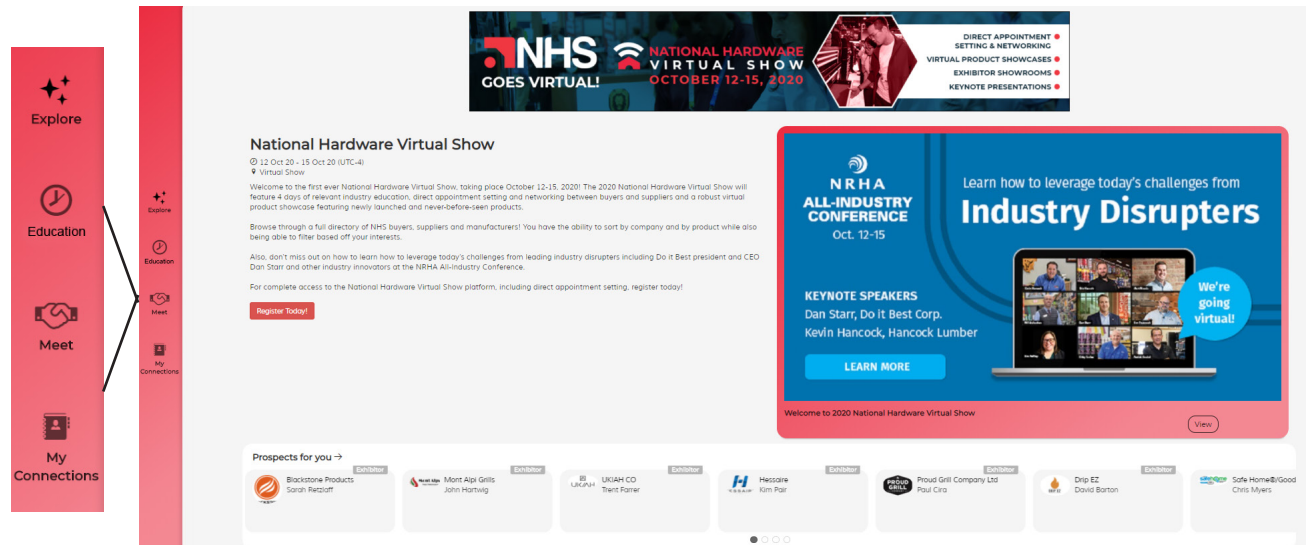 Explore
Education
Meet
My
Connections
Explore
Education
Meet
My
Connections
NHS
GOES VIRTUAL!
NATIONAL HARDWARE
VIRTUAL SHOW
OCTOBER 12-15, 2020
DIRECT APPOINTMENT
SETTING & NETWORKING
VIRTUAL PRODUCT SHOWCASES
EXHIBITOR SHOWROOMS
KEYNOTE PRESENTATIONS
National Hardware Virtual Show
12 Oct 20 - 15 Oct 20 (UTC-4)
Virtual Show
Welcome to the first ever National Hardware Virtual Show, taking place October 12-15, 2020! The 2020 National Hardware Virtual Show will
feature 4 days of relevant industry education, direct appointment setting and networking between buyers and suppliers and a robust virtual
product showcase featuring newly launched and never-before-seen products.
Browse through a full directory of NHS buyers, suppliers and manufacturers! You have the ability to sort by company and by product while also
being able to filter based off your interests.
Also, don't miss out on how to learn how to leverage today's challenges from leading industry disrupters including Do it Best president and CEO
Dan Starr and other industry innovators at the NRHA All-Industry Conference.
For complete access to the National Hardware Virtual Show platform, including direct appointment setting, register today!
Register Today!
NRHA
ALL-INDUSTRY
CONFERENCE
Oct. 12-15
Learn how to leverage today's challenges from
Industry Disrupters
KEYNOTE SPEAKERS
Dan Starr, Do it Best Corp.
Kevin Hancock, Hancock Lumber
LEARN MORE
We're
going
virtual!
Welcome to 2020 National Hardware Virtual Show
View
Prospects for you →
Exhibitor
Blackstone Products
Sarah Retzlaff
Exhibitor
Mont Alpi Grills
John Hartwig
Exhibitor
UKIAH
UKIAH CO
Trent Farrer
Exhibitor
HESSAIRE
Hessaire
Kim Pair
Exhibitor
PROUD
GRILL
Proud Grill Company Ltd
Paul Cira
Exhibitor
Drip EZ
David Barton
Safe Home®/Good
Chris Myers